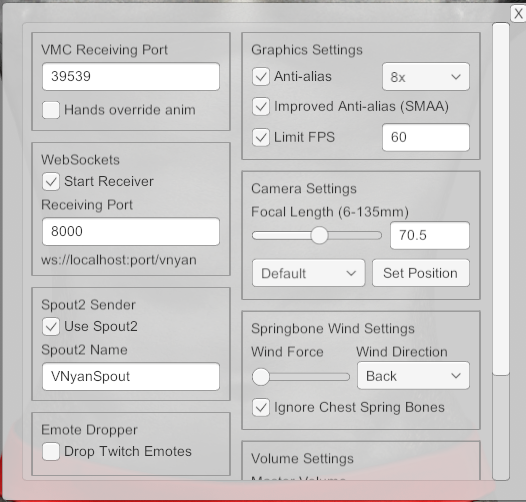 X
VMC Receiving Port
39539
Hands override anim
WebSockets
Start Receiver
Receiving Port
8000
ws://localhost:port/vnyan
Spout2 Sender
Use Spout2
Spout2 Name
VNyanSpout
Emote Dropper
Drop Twitch Emotes
Graphics Settings
Anti-alias
8x
Improved Anti-alias (SMAA)
Limit FPS
60
Camera Settings
Focal Length (6-135mm)
70.5
Default
Set Position
Springbone Wind Settings
Wind Force
Wind Direction
Back
Ignore Chest Spring Bones
Volume Settings
Master Volume